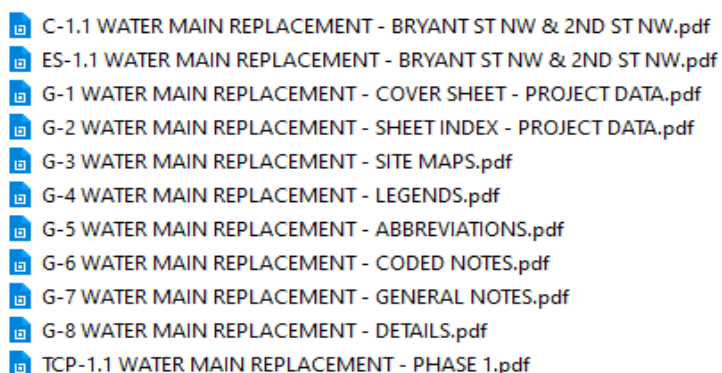 C-1.1 WATER MAIN REPLACEMENT - BRYANT ST NW & 2ND ST NW.pdf
ES-1.1 WATER MAIN REPLACEMENT - BRYANT ST NW & 2ND ST NW.pdf
G-1 WATER MAIN REPLACEMENT - COVER SHEET - PROJECT DATA.pdf
G-2 WATER MAIN REPLACEMENT - SHEET INDEX - PROJECT DATA.pdf
G-3 WATER MAIN REPLACEMENT - SITE MAPS.pdf
G-4 WATER MAIN REPLACEMENT - LEGENDS.pdf
G-5 WATER MAIN REPLACEMENT - ABBREVIATIONS.pdf
G-6 WATER MAIN REPLACEMENT - CODED NOTES.pdf
G-7 WATER MAIN REPLACEMENT - GENERAL NOTES.pdf
G-8 WATER MAIN REPLACEMENT - DETAILS.pdf
TCP-1.1 WATER MAIN REPLACEMENT - PHASE 1.pdf